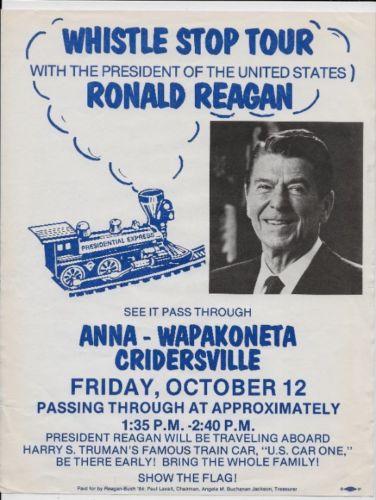 WHISTLE STOP TOUR
WITH THE PRESIDENT OF THE UNITED STATES
RONALD REAGAN
PRESIDENTIAL EXPRESS
SEE IT PASS THROUGH
ANNA - WAPAKONETA
CRIDERSVILLE
FRIDAY, OCTOBER 12
PASSING THROUGH AT APPROXIMATELY
1:35 P.M. -2:40 P.M.
PRESIDENT REAGAN WILL BE TRAVELING ABOARD
HARRY S. TRUMAN'S FAMOUS TRAIN CAR, "U.S. CAR ONE,"
BE THERE EARLY! BRING THE WHOLE FAMILY!
SHOW THE FLAG!
Paid for by Reagan-Bush '84: Paul Laxalt, Chairman, Angela M. Buchanan Jackson, Treasurer